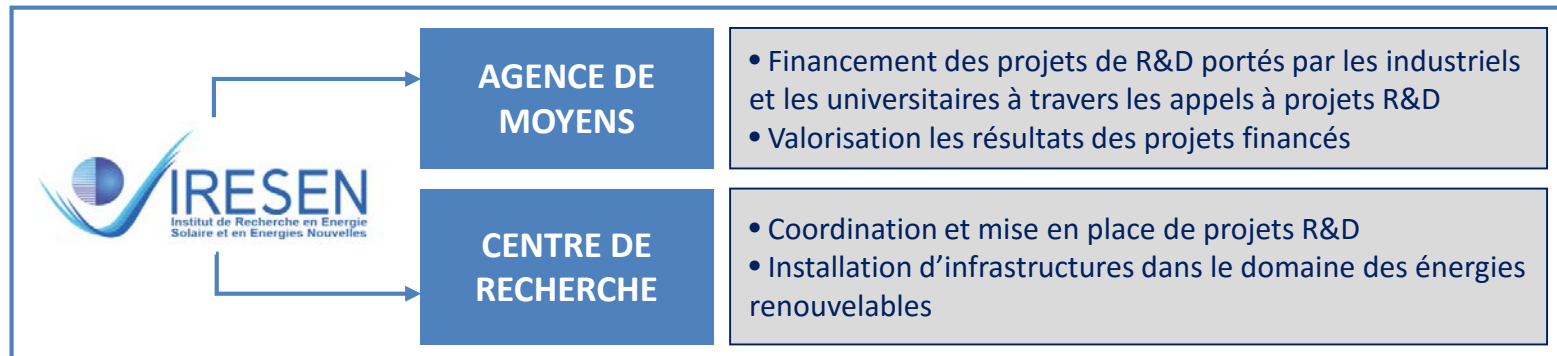 AGENCE DE
MOYENS
• Financement des projets de R&D portés par les industriels
et les universitaires à travers les appels à projets R&D
• Valorisation les résultats des projets financés
IRESEN
Institut de Recherche en Energie
Solaire et en Energies Nouvelles
CENTRE DE
RECHERCHE
• Coordination et mise en place de projets R&D
• Installation d’infrastructures dans le domaine des énergies
renouvelables